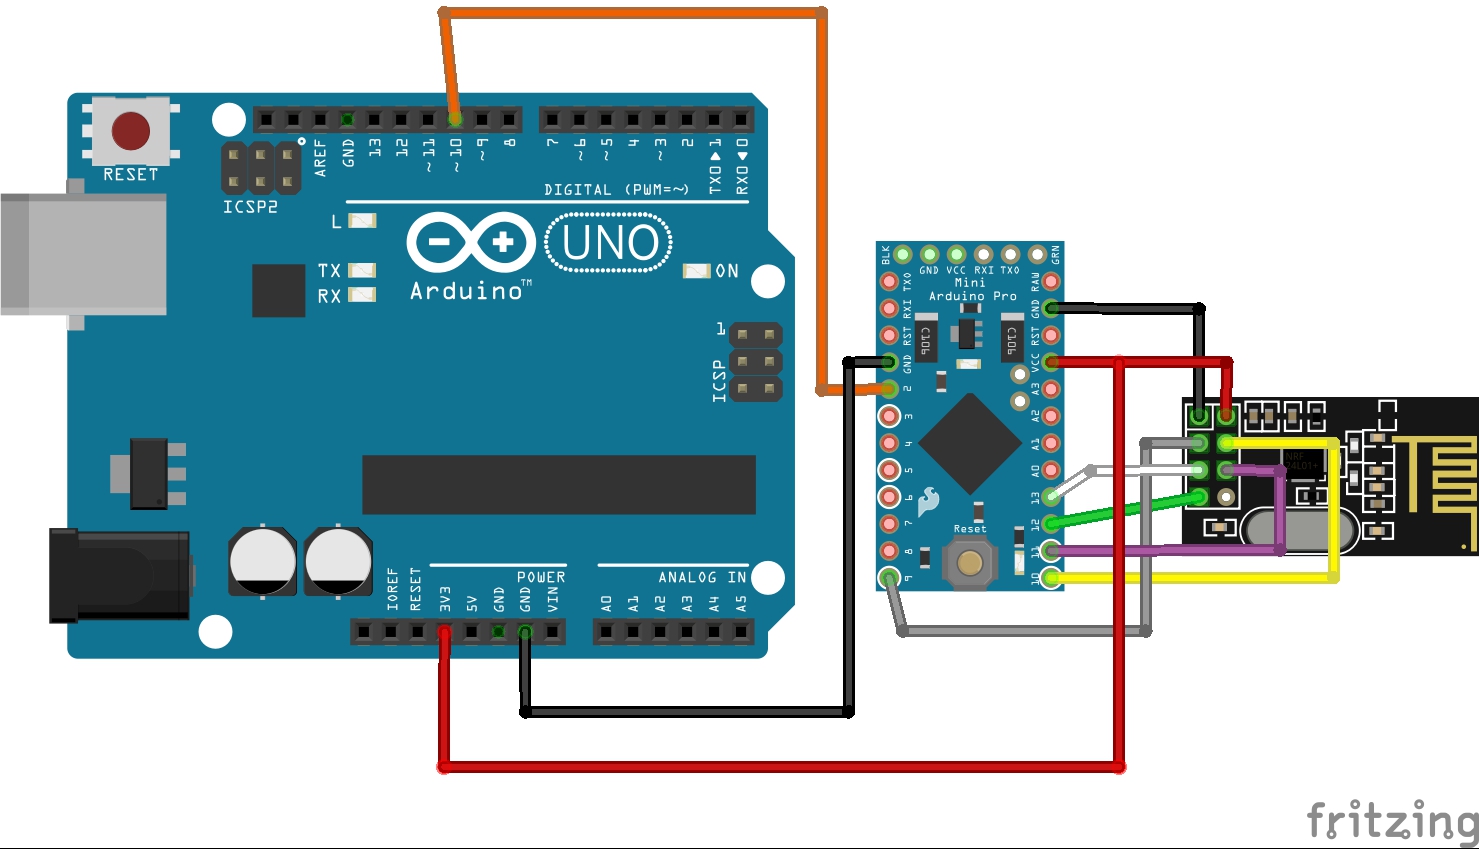 RESET
ICSP2
AREF
GND
13
12
~11
~10
~9
8
7
~6
~5
4
~3
2
TX0▶1
RX0◀0
DIGITAL (PWM=~)
L
TX
RX
UNO
Arduino™
ON
1
ICSP
IOREF
RESET
3V3
5V
GND
GND
VIN
POWER
ANALOG IN
A0
A1
A2
A3
A4
A5
BLK
GND
VCC
RXI
TXO
GRN
Mini
Arduino Pro
TXO
RXI
RST
GND
2
3
4
5
6
7
8
9
RAW
GND
RST
VCC
A3
A2
A1
A0
13
12
11
10
C10P
C10P
Reset
NRF
24L01+
fritzing